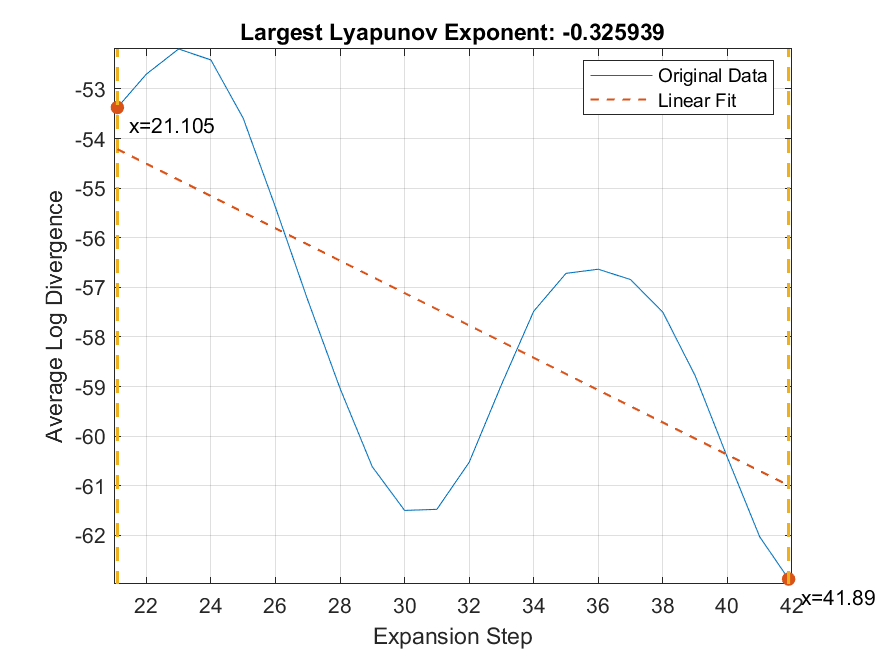 Largest Lyapunov Exponent: -0.325939
Original Data
Linear Fit
x=21.105
-53
-54
-55
-56
-57
-58
-59
-60
-61
-62
Average Log Divergence
22 24 26 28 30 32 34 36 38 40 42
x=41.89
Expansion Step